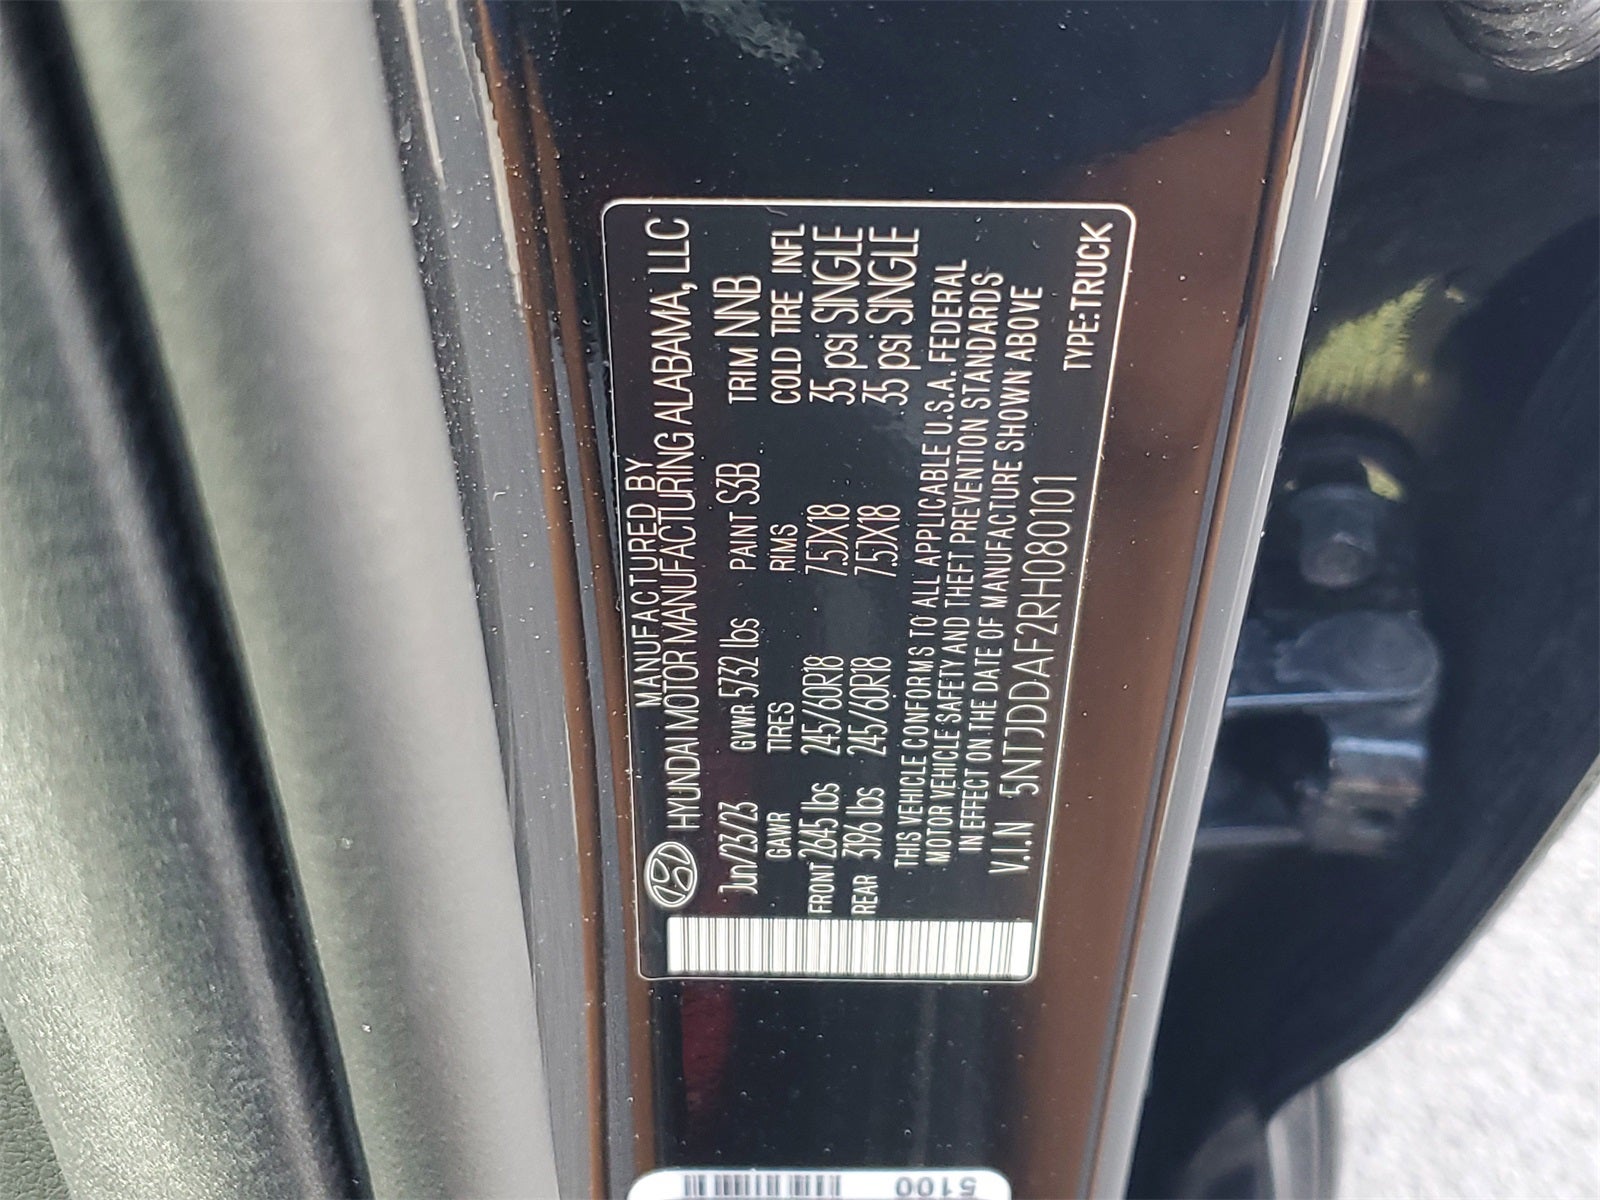 MANUFACTURED BY
HYUNDAI MOTOR MANUFACTURING ALABAMA, LLC
Jun/23/23 GVWR 5732 lbs PAINT S3B TRIM NNB
GAWR TIRES RIMS COLD TIRE INFL
FRONT 2645 lbs 245/60R18 7.5JX18 35 psi SINGLE
REAR 3196 lbs 245/60R18 7.5JX18 35 psi SINGLE
THIS VEHICLE CONFORMS TO ALL APPLICABLE U.S.A. FEDERAL
MOTOR VEHICLE SAFETY AND THEFT PREVENTION STANDARDS
IN EFFECT ON THE DATE OF MANUFACTURE SHOWN ABOVE
V.I.N 5NTJDDAF2RH080101
TYPE:TRUCK
5100